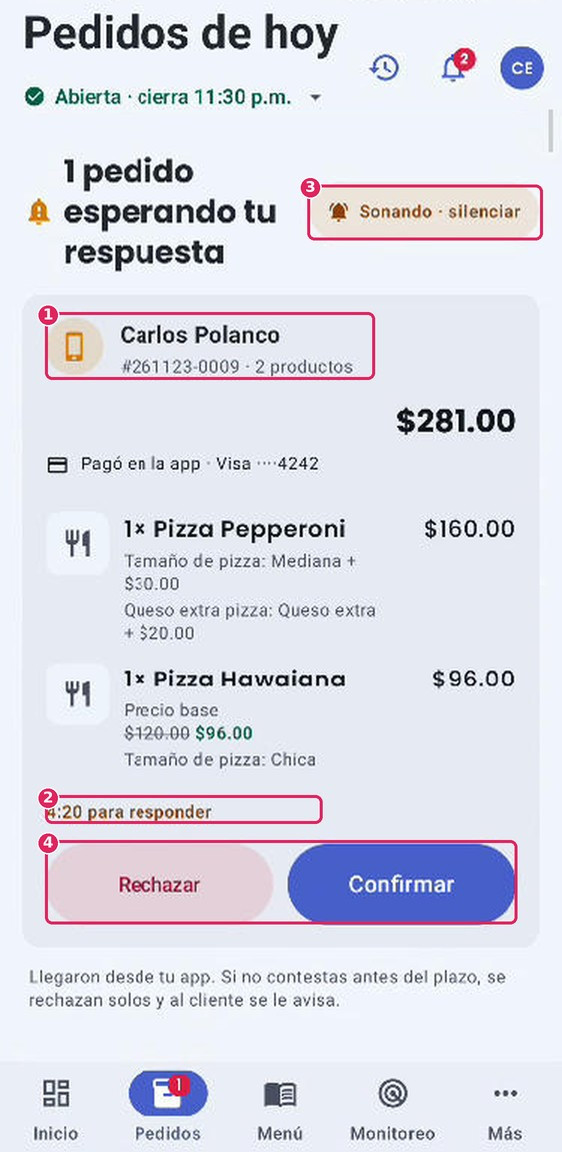 Pedidos de hoy
2
CE
Abierta · cierra 11:30 p.m.
1 pedido
esperando tu
respuesta
3
Sonando · silenciar
1
Carlos Polanco
#261123-0009 · 2 productos
$281.00
Pagó en la app · Visa ····4242
1× Pizza Pepperoni
$160.00
Tamaño de pizza: Mediana +
$30.00
Queso extra pizza: Queso extra
+ $20.00
1× Pizza Hawaiana
$96.00
Precio base
$120.00 $96.00
Tamaño de pizza: Chica
2
4:20 para responder
4
Rechazar
Confirmar
Llegaron desde tu app. Si no contestas antes del plazo, se
rechazan solos y al cliente se le avisa.
1
Inicio
Pedidos
Menú
Monitoreo
Más